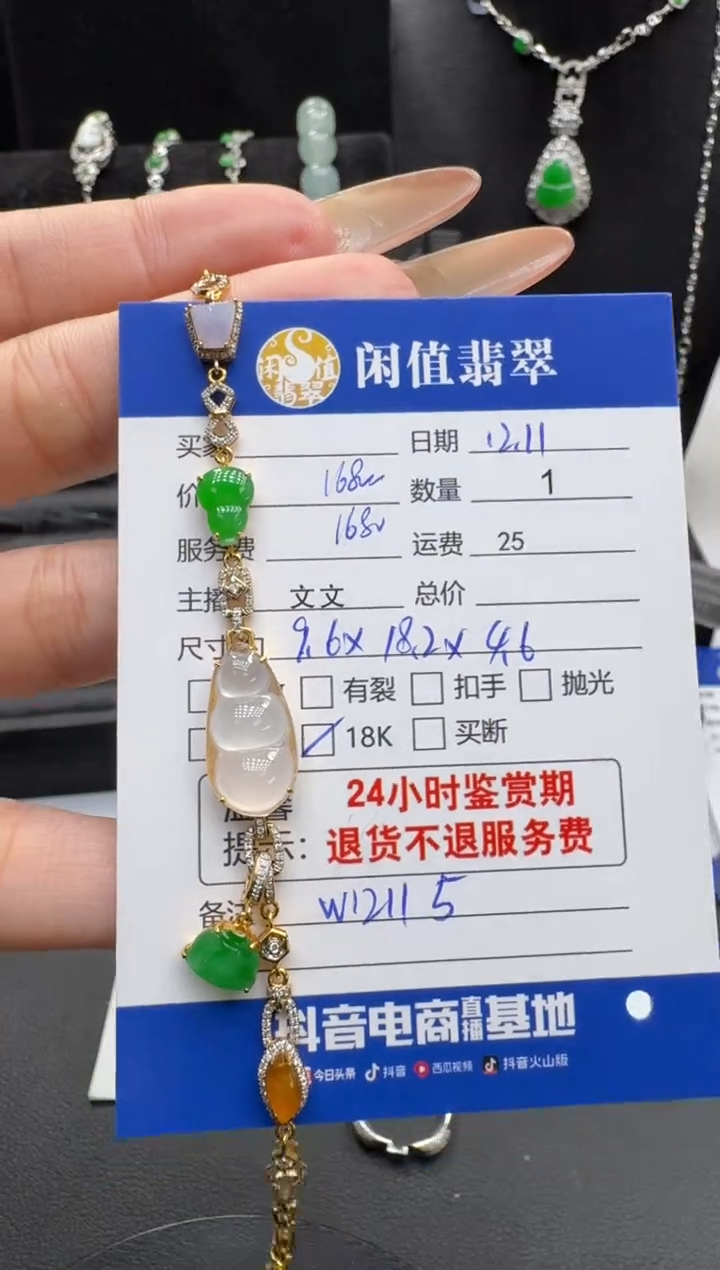 闲值翡翠
闲值翡翠
买家 日期 12.11
价 数量 1
服务费 运费 25
主播 文文 总价
尺寸 9.6x 18.2x 4.6
有裂 扣手 抛光
18K 买断
24小时鉴赏期
提示：退货不退服务费
备注 W1211 5
抖音电商直播基地
今日头条 抖音 西瓜视频 抖音火山版